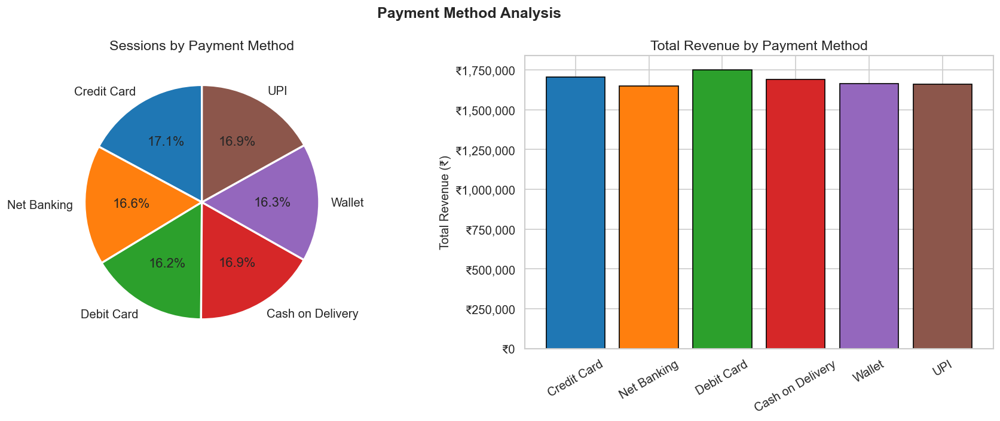 Payment Method Analysis
Sessions by Payment Method
Credit Card
UPI
17.1%
16.9%
Net Banking
16.6%
16.3%
Wallet
16.2%
16.9%
Debit Card
Cash on Delivery
Total Revenue by Payment Method
Total Revenue (₹)
₹1,750,000
₹1,500,000
₹1,250,000
₹1,000,000
₹750,000
₹500,000
₹250,000
₹0
Credit Card
Net Banking
Debit Card
Cash on Delivery
Wallet
UPI